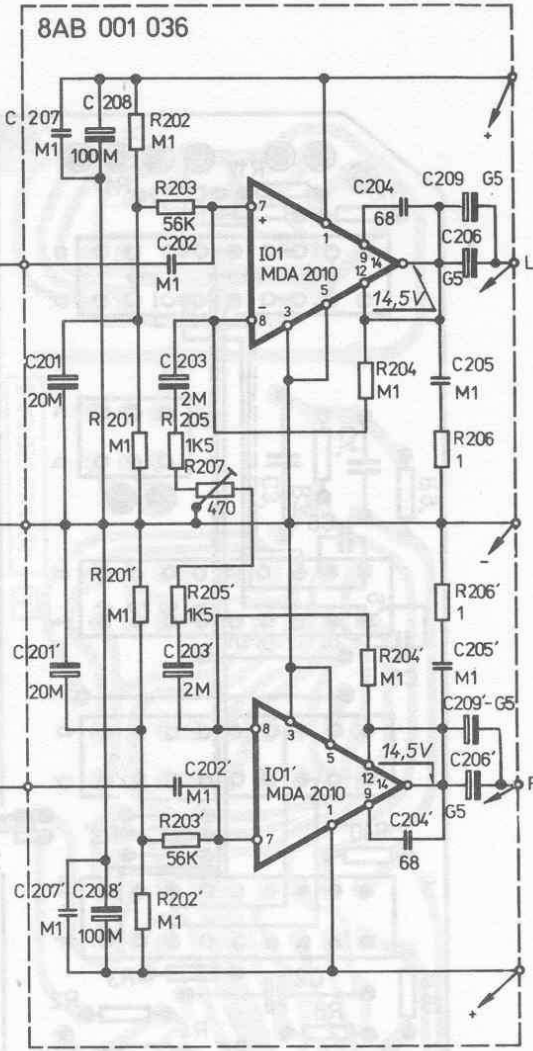 8AB 001 036
C 207
M1
C 208
100M
R202
M1
R203
56K
C202
M1
7
+
IO1
MDA 2010
1
9
14
12
5
3
−
8
C204
68
C209 G5
C206
G5
L
14,5V
+
C201
20M
C 203
2M
R 201
M1
R 205
1K5
R207
470
R204
M1
C205
M1
R206
1
−
R 201'
M1
R205'
1K5
R206'
1
C 201'
20M
C 203'
2M
R204'
M1
C205'
M1
C209'-G5
C206'
G5
8
3
5
12
14
9
1
7
IO1'
MDA 2010
14,5V
C202'
M1
R203'
56K
C204'
68
C 207'
M1
C208'
100M
R202'
M1
+